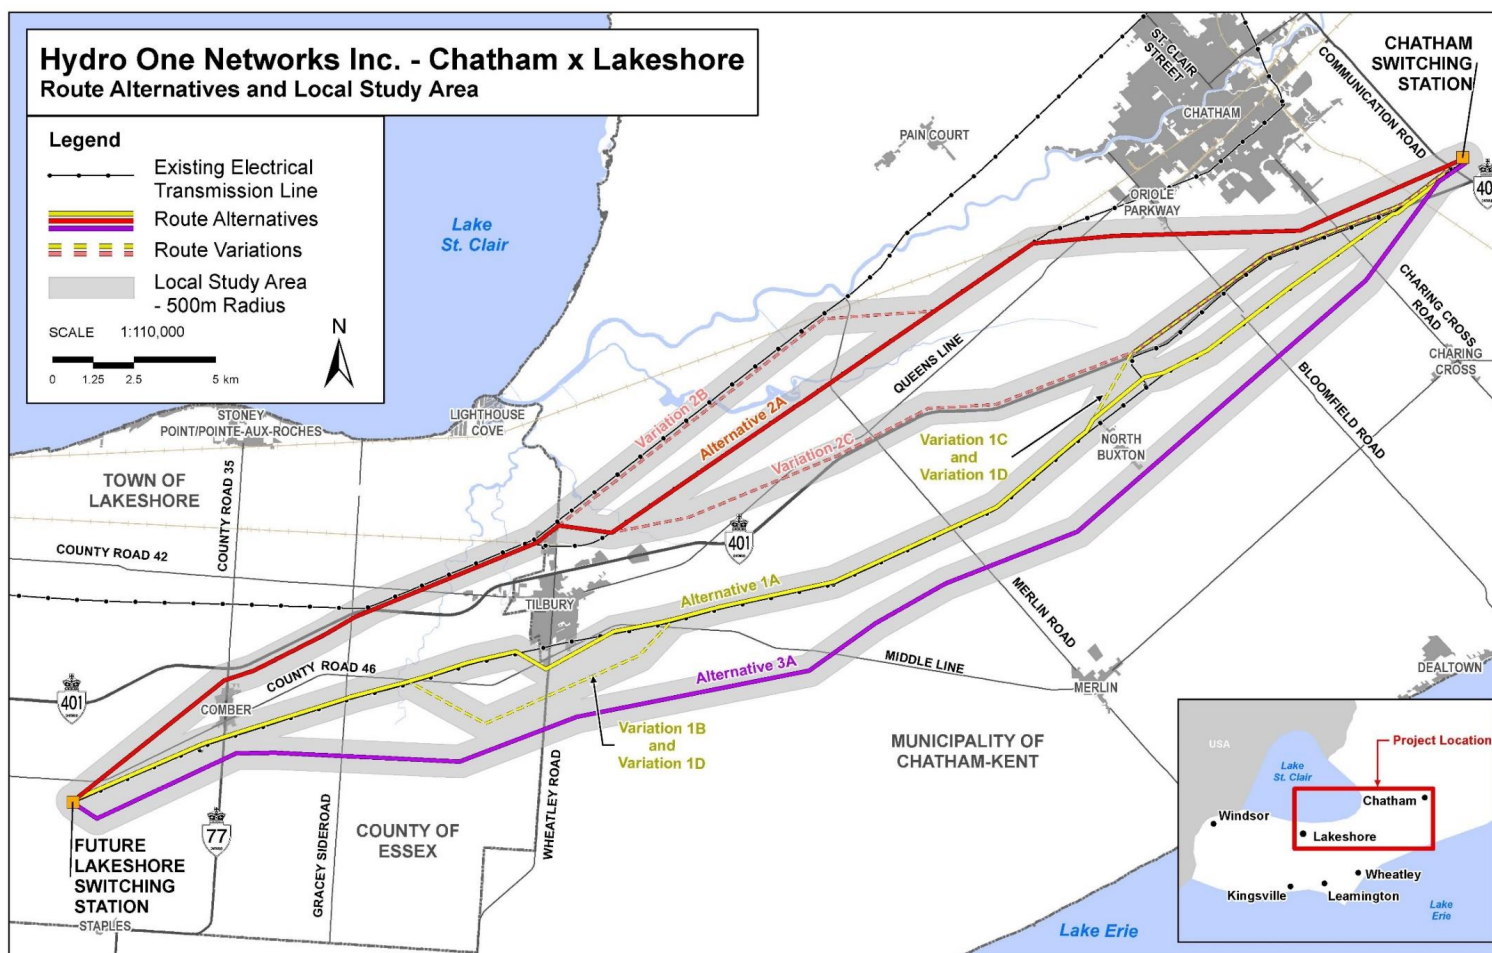 Hydro One Networks Inc. - Chatham x Lakeshore
Route Alternatives and Local Study Area
Legend
Existing Electrical
Transmission Line
Route Alternatives
Route Variations
Local Study Area
- 500m Radius
SCALE 1:110,000
N
0 1.25 2.5 5 km
Lake
St. Clair
PAIN COURT
ST. CLAIR
STREET
CHATHAM
COMMUNICATION ROAD
CHATHAM
SWITCHING
STATION
401
ORIOLE
PARKWAY
CHARING CROSS
ROAD
CHARING
CROSS
BLOOMFIELD ROAD
QUEENS LINE
STONEY
POINT/POINTE-AUX-ROCHES
LIGHTHOUSE
COVE
Variation 2B
Alternative 2A
Variation 2C
Variation 1C
and
Variation 1D
NORTH
BUXTON
TOWN OF
LAKESHORE
COUNTY ROAD 35
COUNTY ROAD 42
401
TILBURY
Alternative 1A
MERLIN ROAD
MIDDLE LINE
MERLIN
DEALTOWN
COUNTY ROAD 46
401
COMBER
Alternative 3A
Variation 1B
and
Variation 1D
MUNICIPALITY OF
CHATHAM-KENT
WHEATLEY ROAD
77
GRACEY SIDEROAD
COUNTY OF
ESSEX
FUTURE
LAKESHORE
SWITCHING
STATION
STAPLES
Lake Erie
USA
Project Location
Lake
St. Clair
Chatham
Windsor
Lakeshore
Wheatley
Kingsville
Leamington
Lake
Erie